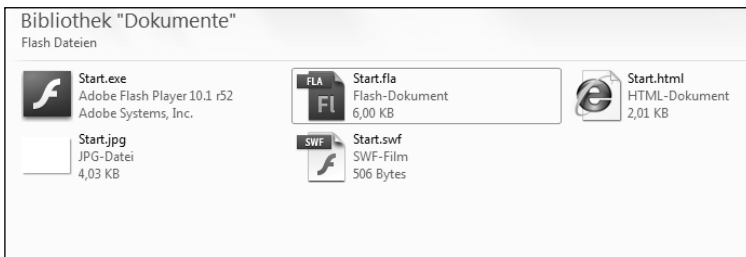 Bibliothek "Dokumente"
Flash Dateien
Start.exe
Adobe Flash Player 10.1 r52
Adobe Systems, Inc.
FLA
Fl
Start.fla
Flash-Dokument
6,00 KB
Start.html
HTML-Dokument
2,01 KB
Start.jpg
JPG-Datei
4,03 KB
SWF
Start.swf
SWF-Film
506 Bytes